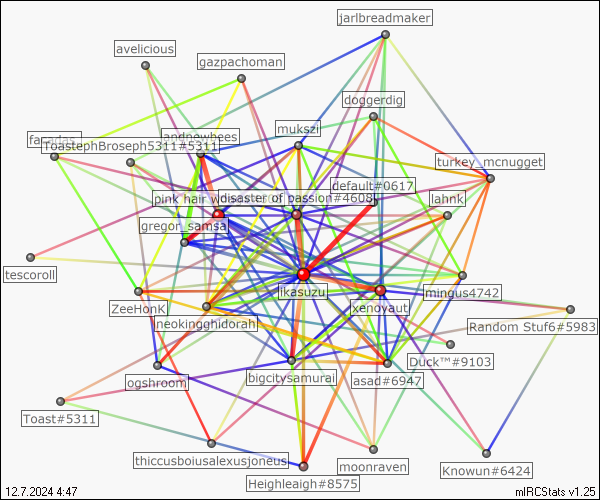 jarlbreadmaker
avelicious
gazpachoman
doggerdig
mukszi
andnowbees
facadas
ToastephBroseph5311#5311
turkey_mcnugget
default#0617
pink hair
disaster of passion#4608
lahnk
gregor_samsa
tescoroll
jikasuzu
mingus4742
ZeeHonK
xenoyaut
neokingghidorah
Random Stuf6#5983
Duck™#9103
ogshroom
bigcitysamurai
asad#6947
Toast#5311
thiccusboiusalexusjoneus
moonraven
Knowun#6424
Heighleaigh#8575
12.7.2024 4:47
mIRCStats v1.25